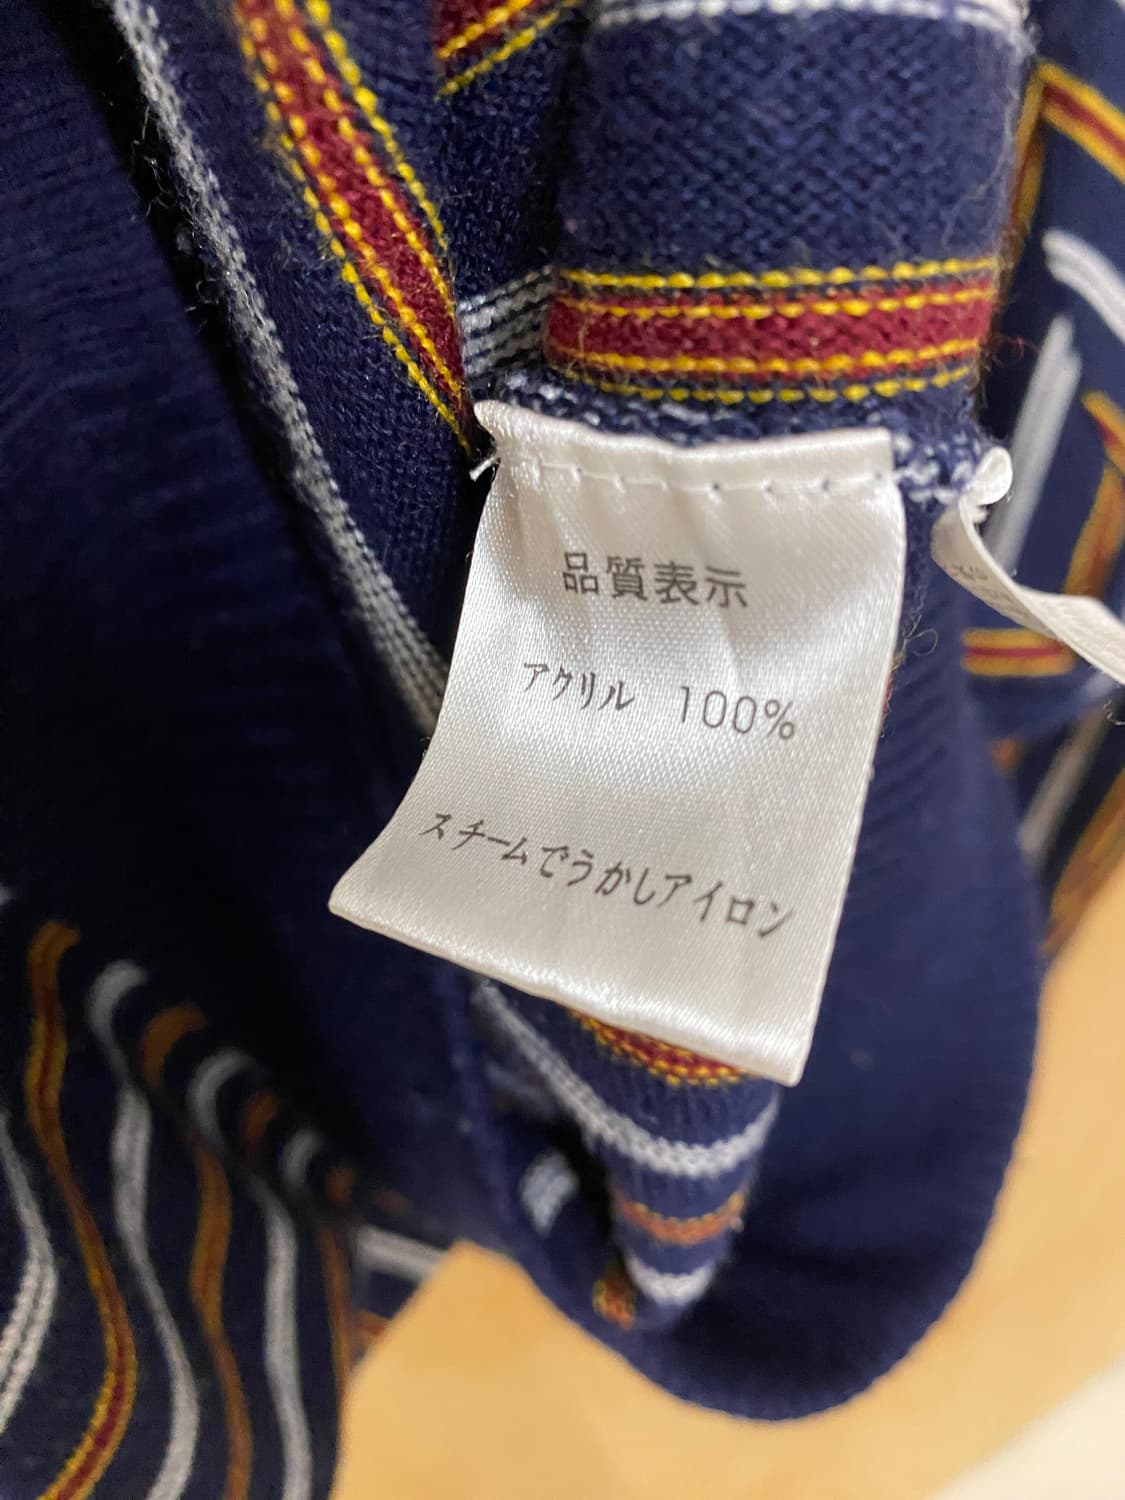 品質表示
アクリル 100%
スチームでうかしアイロン